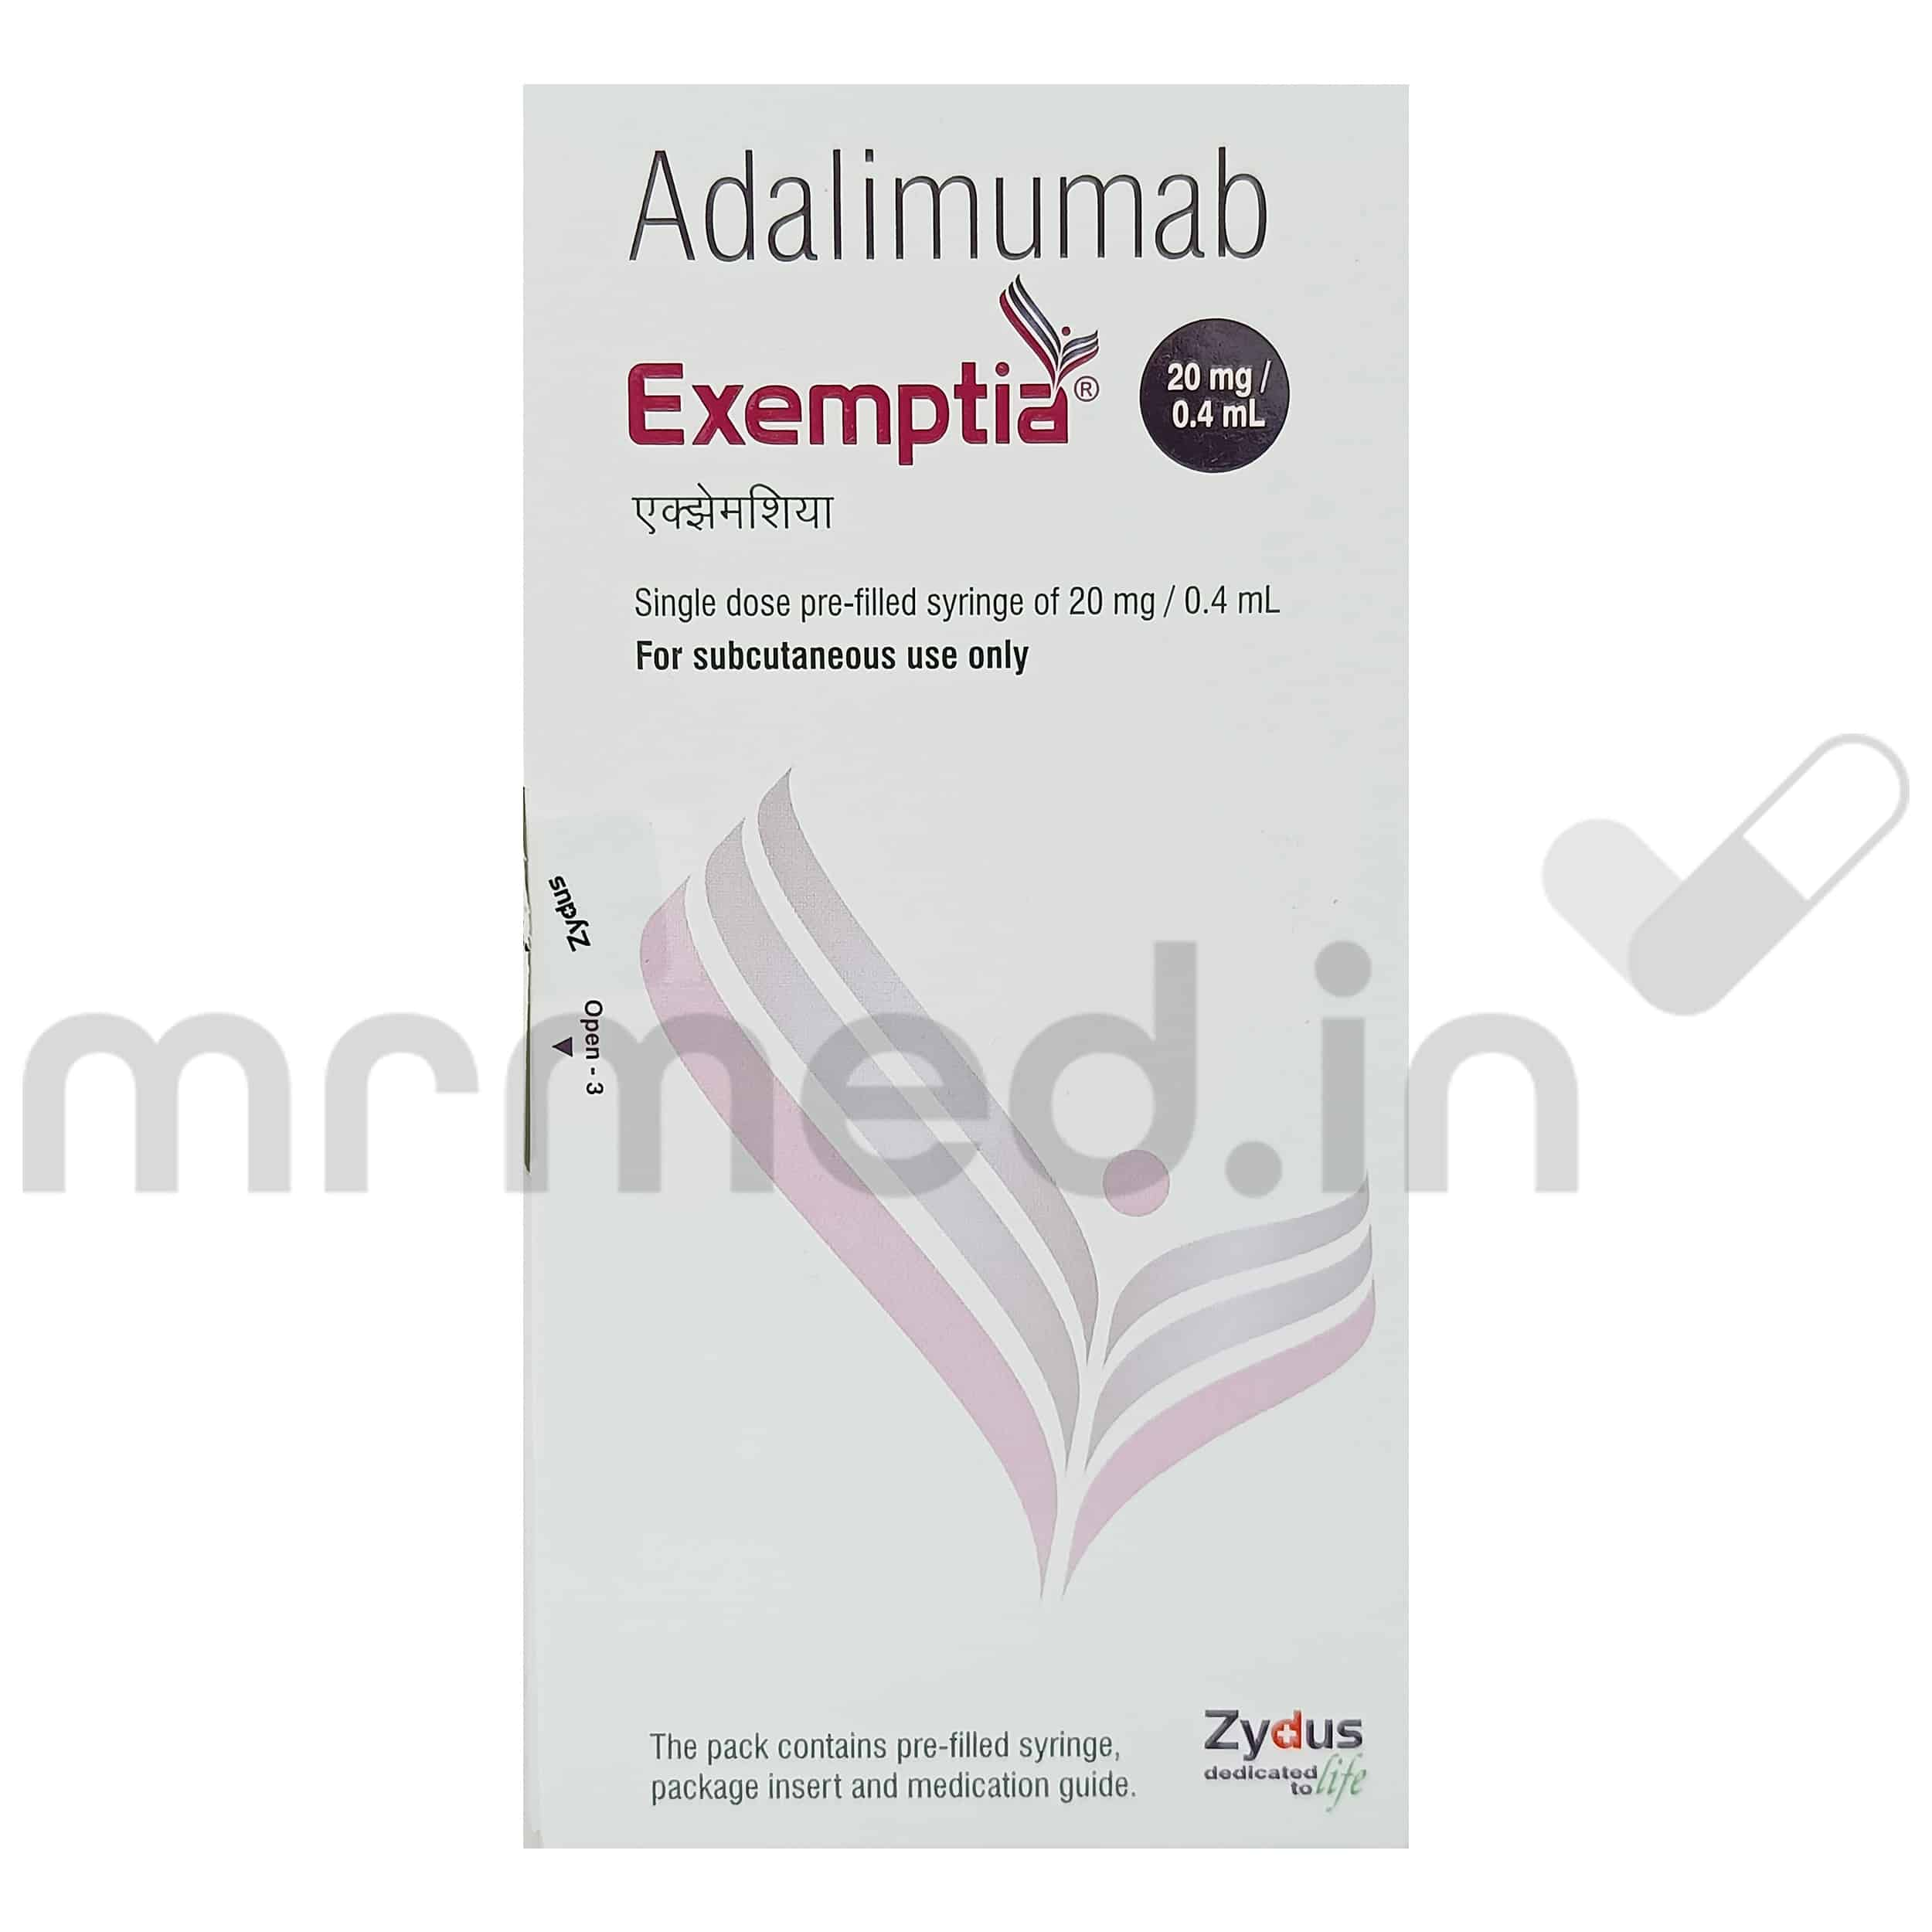 Adalimumab
Exemptia®
20 mg /
0.4 mL
एक्झेमशिया
Single dose pre-filled syringe of 20 mg / 0.4 mL
For subcutaneous use only
Zydus
Open - 3
mrmed.in
The pack contains pre-filled syringe,
package insert and medication guide.
Zydus
dedicated
to life